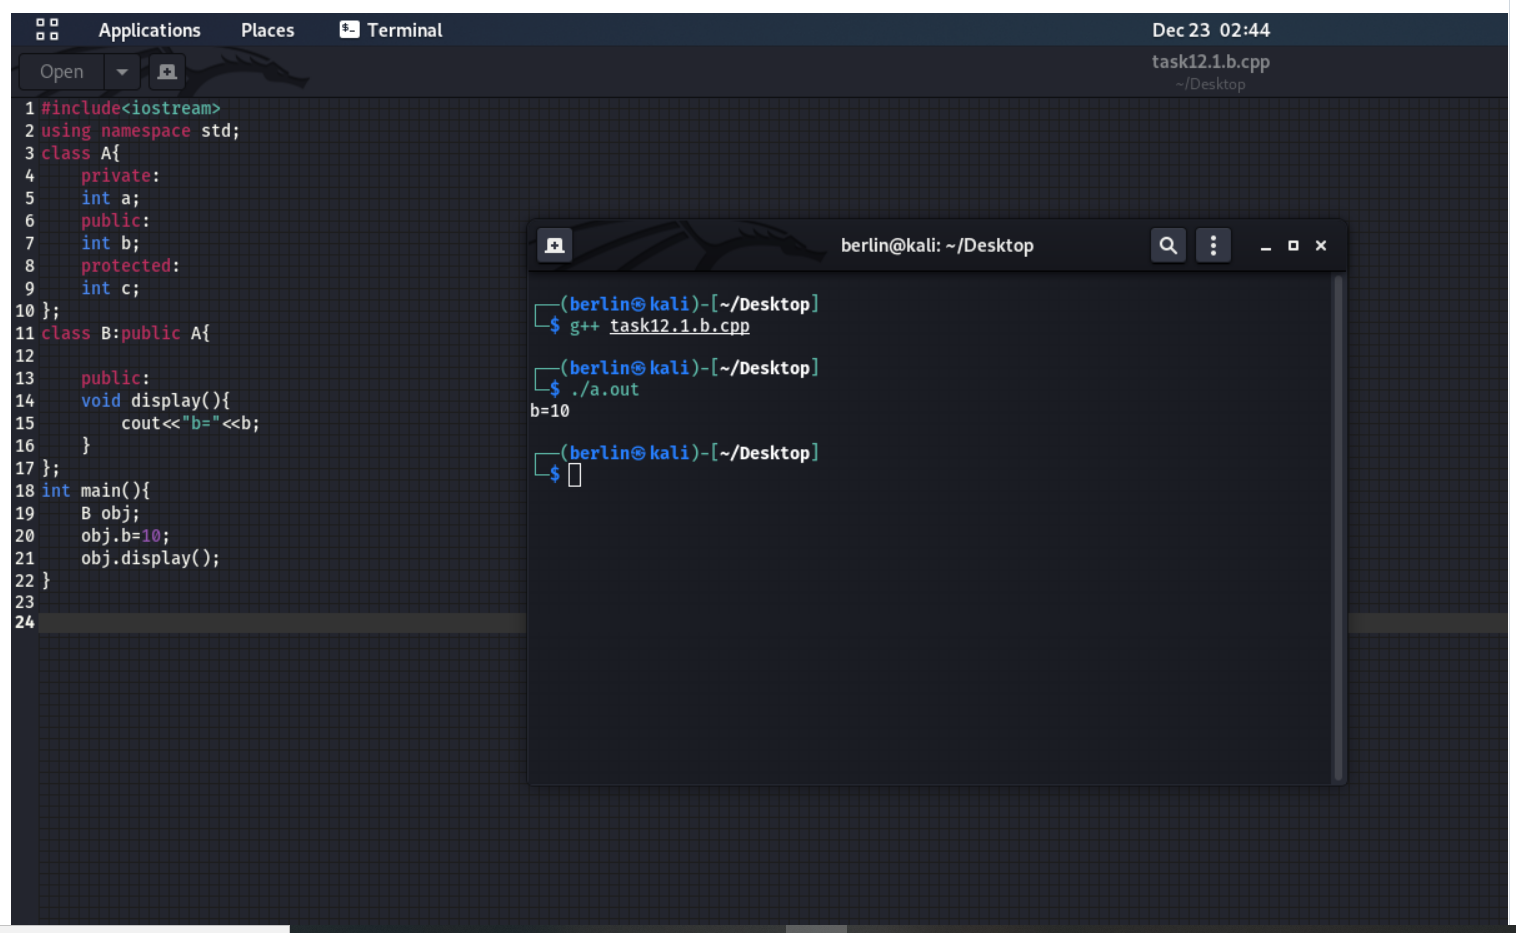 Applications Places Terminal Dec 23 02:44
Open task12.1.b.cpp
~/Desktop
1 #include<iostream>
2 using namespace std;
3 class A{
4     private:
5     int a;
6     public:
7     int b;
8     protected:
9     int c;
10 };
11 class B:public A{
12
13     public:
14     void display(){
15         cout<<"b="<<b;
16     }
17 };
18 int main(){
19     B obj;
20     obj.b=10;
21     obj.display();
22 }
23
24
berlin@kali: ~/Desktop
┌──(berlin㉿kali)-[~/Desktop]
└─$ g++ task12.1.b.cpp
┌──(berlin㉿kali)-[~/Desktop]
└─$ ./a.out
b=10
┌──(berlin㉿kali)-[~/Desktop]
└─$